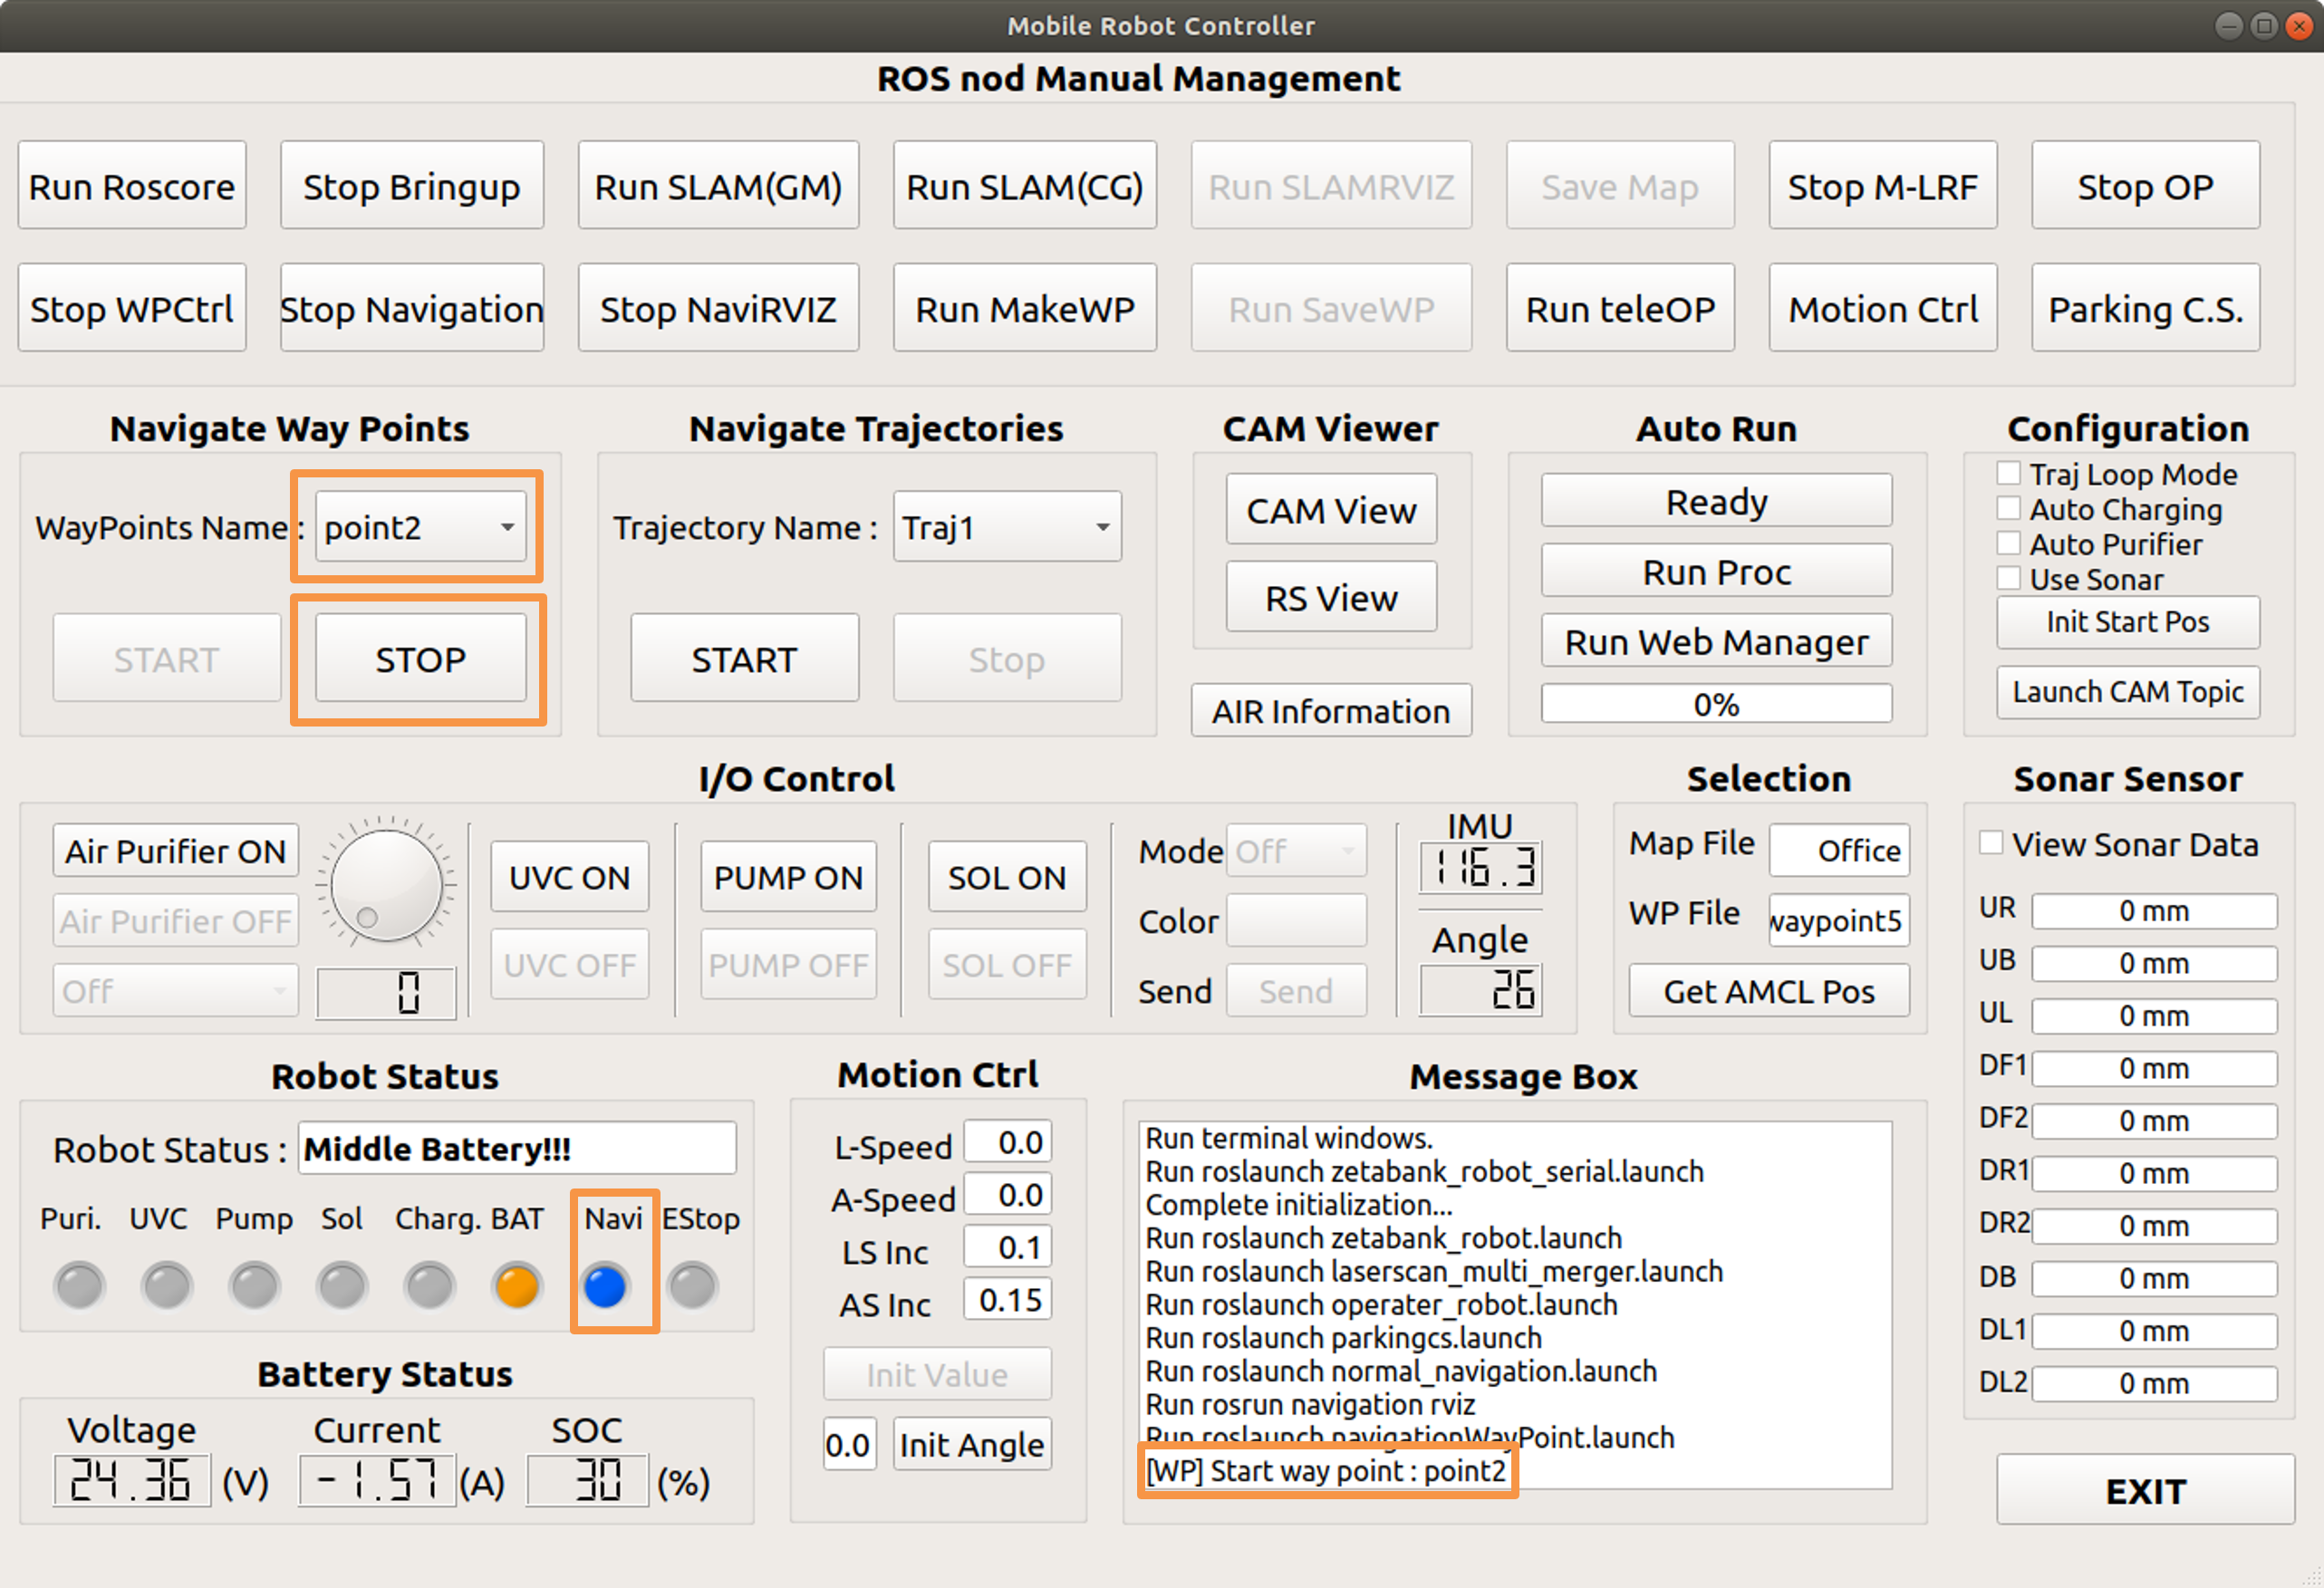 Mobile Robot Controller
ROS nod Manual Management
Run Roscore Stop Bringup Run SLAM(GM) Run SLAM(CG) Run SLAMRVIZ Save Map Stop M-LRF Stop OP
Stop WPCtrl Stop Navigation Stop NaviRVIZ Run MakeWP Run SaveWP Run teleOP Motion Ctrl Parking C.S.
Navigate Way Points
WayPoints Name : point2
START STOP
Navigate Trajectories
Trajectory Name : Traj1
START Stop
CAM Viewer
CAM View
RS View
AIR Information
Auto Run
Ready
Run Proc
Run Web Manager
0%
Configuration
Traj Loop Mode
Auto Charging
Auto Purifier
Use Sonar
Init Start Pos
Launch CAM Topic
I/O Control
Air Purifier ON
Air Purifier OFF
Off
0
UVC ON
UVC OFF
PUMP ON
PUMP OFF
SOL ON
SOL OFF
Mode Off
Color
Send Send
IMU
116.3
Angle
26
Selection
Map File Office
WP File waypoint5
Get AMCL Pos
Sonar Sensor
View Sonar Data
UR 0 mm
UB 0 mm
UL 0 mm
DF1 0 mm
DF2 0 mm
DR1 0 mm
DR2 0 mm
DB 0 mm
DL1 0 mm
DL2 0 mm
Robot Status
Robot Status : Middle Battery!!!
Puri. UVC Pump Sol Charg. BAT Navi EStop
Battery Status
Voltage Current SOC
24.36 (V) -1.57 (A) 30 (%)
Motion Ctrl
L-Speed 0.0
A-Speed 0.0
LS Inc 0.1
AS Inc 0.15
Init Value
0.0 Init Angle
Message Box
Run terminal windows.
Run roslaunch zetabank_robot_serial.launch
Complete initialization...
Run roslaunch zetabank_robot.launch
Run roslaunch laserscan_multi_merger.launch
Run roslaunch operater_robot.launch
Run roslaunch parkingcs.launch
Run roslaunch normal_navigation.launch
Run rosrun navigation rviz
Run roslaunch navigationWayPoint.launch
[WP] Start way point : point2
EXIT